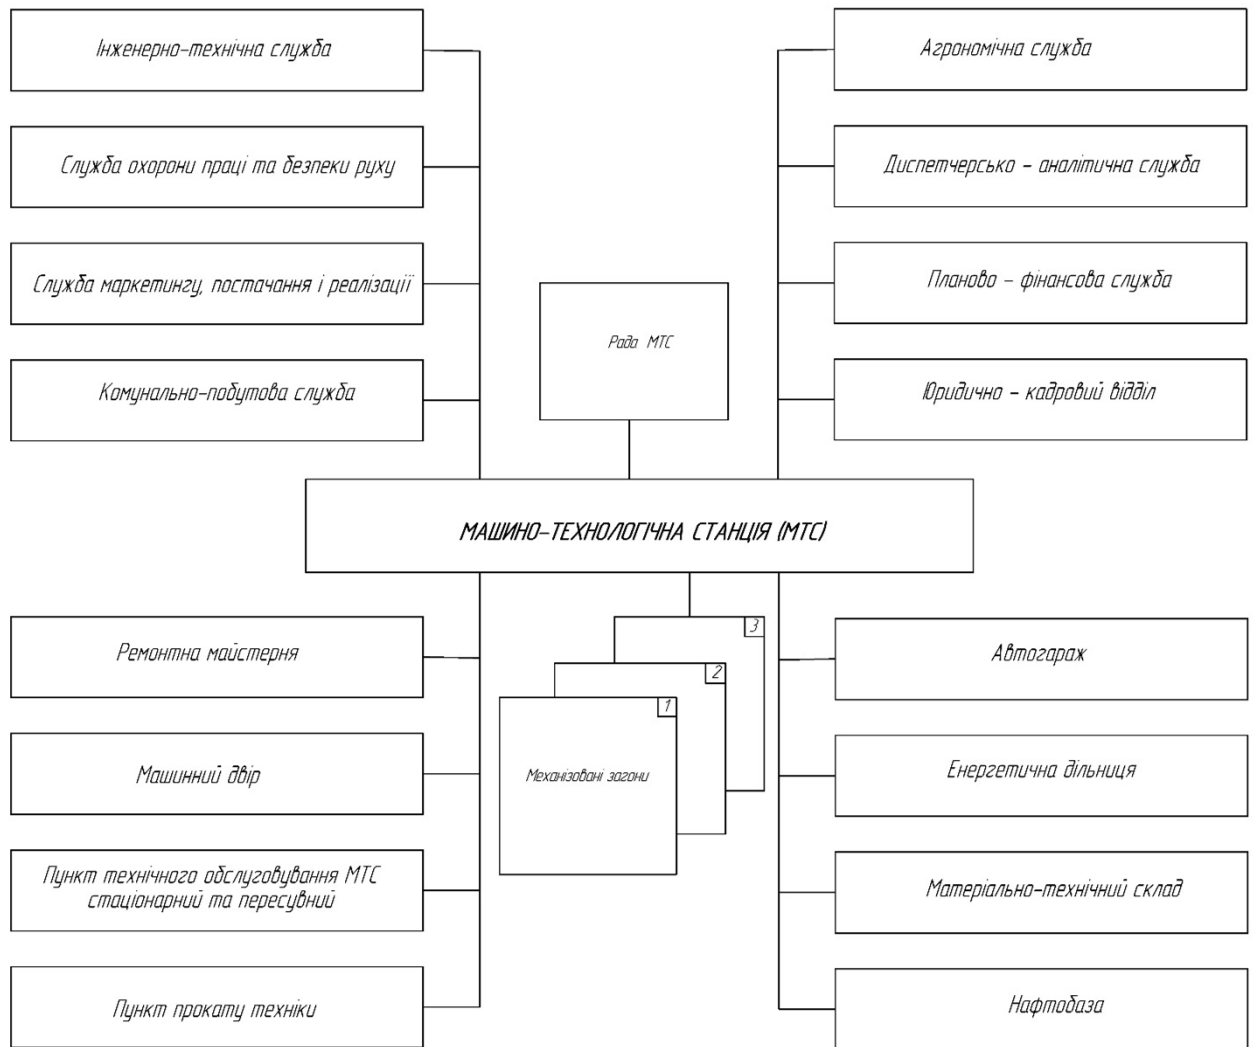 Інженерно-технічна служба
Служба охорони праці та безпеки руху
Служба маркетингу, постачання і реалізації
Комунально-побутова служба
Рада МТС
Агрономічна служба
Диспетчерсько - аналітична служба
Планово - фінансова служба
Юридично - кадровий відділ
МАШИНО-ТЕХНОЛОГІЧНА СТАНЦІЯ (МТС)
Ремонтна майстерня
Машинний двір
Пункт технічного обслуговування МТС
стаціонарний та пересувний
Пункт прокату техніки
3
2
1
Механізовані загони
Автогараж
Енергетична дільниця
Матеріально-технічний склад
Нафтобаза